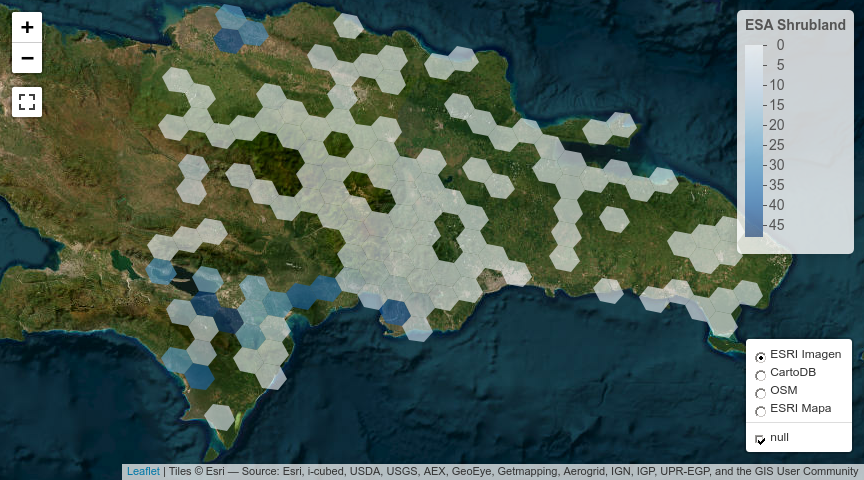 +
−
ESA Shrubland
0
5
10
15
20
25
30
35
40
45
ESRI Imagen
CartoDB
OSM
ESRI Mapa
null
Leaflet | Tiles © Esri — Source: Esri, i-cubed, USDA, USGS, AEX, GeoEye, Getmapping, Aerogrid, IGN, IGP, UPR-EGP, and the GIS User Community